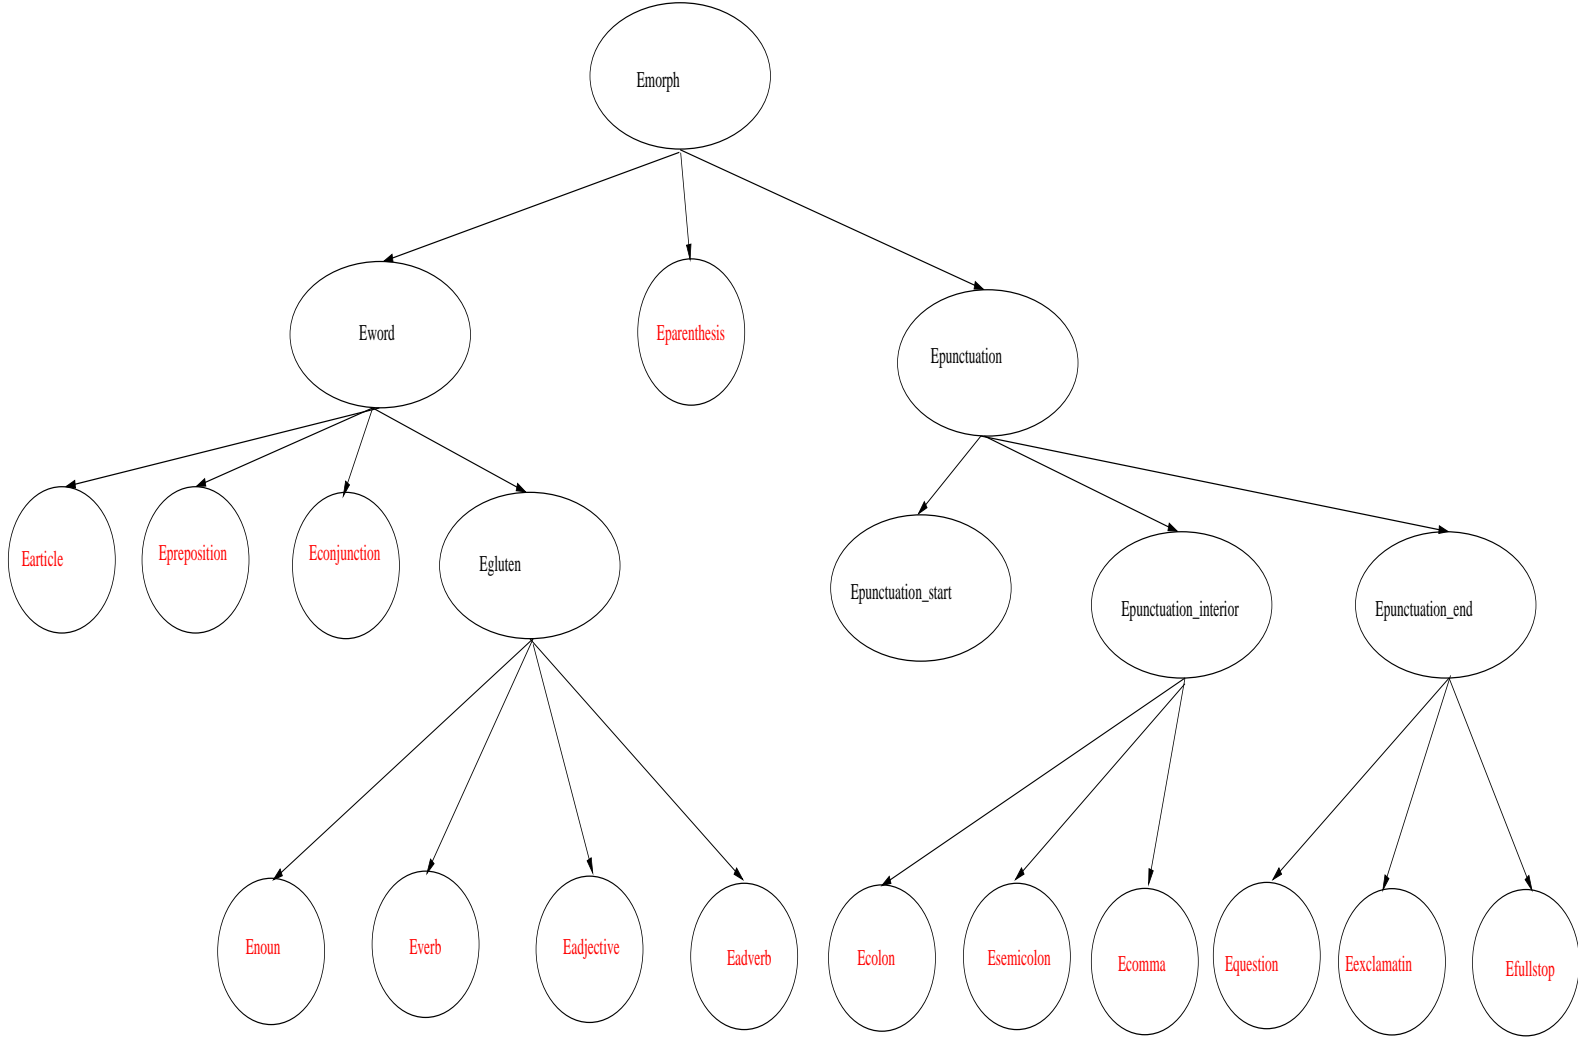 Emorph
Eword
Eparenthesis
Epunctuation
Earticle
Epreposition
Econjunction
Egluten
Epunctuation_start
Epunctuation_interior
Epunctuation_end
Enoun
Everb
Eadjective
Eadverb
Ecolon
Esemicolon
Ecomma
Equestion
Eexclamatin
Efullstop